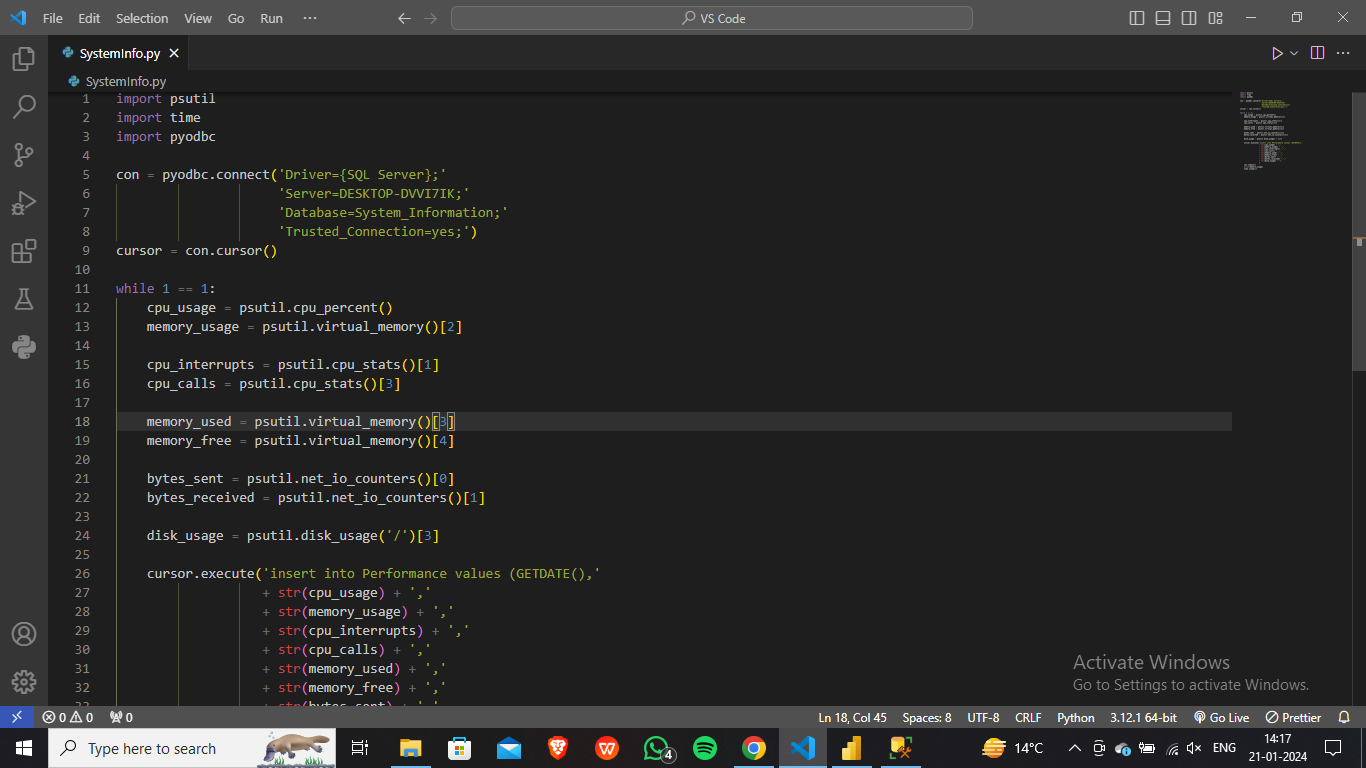 File Edit Selection View Go Run ··· VS Code
SystemInfo.py
SystemInfo.py
1 import psutil
2 import time
3 import pyodbc
4
5 con = pyodbc.connect('Driver={SQL Server};'
6 'Server=DESKTOP-DVVI7IK;'
7 'Database=System_Information;'
8 'Trusted_Connection=yes;')
9 cursor = con.cursor()
10
11 while 1 == 1:
12 cpu_usage = psutil.cpu_percent()
13 memory_usage = psutil.virtual_memory()[2]
14
15 cpu_interrupts = psutil.cpu_stats()[1]
16 cpu_calls = psutil.cpu_stats()[3]
17
18 memory_used = psutil.virtual_memory()[3]
19 memory_free = psutil.virtual_memory()[4]
20
21 bytes_sent = psutil.net_io_counters()[0]
22 bytes_received = psutil.net_io_counters()[1]
23
24 disk_usage = psutil.disk_usage('/')[3]
25
26 cursor.execute('insert into Performance values (GETDATE(),'
27 + str(cpu_usage) + ','
28 + str(memory_usage) + ','
29 + str(cpu_interrupts) + ','
30 + str(cpu_calls) + ','
31 + str(memory_used) + ','
32 + str(memory_free) + ','
33 + str(bytes_sent) + ','
Activate Windows
Go to Settings to activate Windows.
0 0 0 Ln 18, Col 45 Spaces: 8 UTF-8 CRLF Python 3.12.1 64-bit Go Live Prettier
Type here to search 4 14°C ENG 14:17
21-01-2024